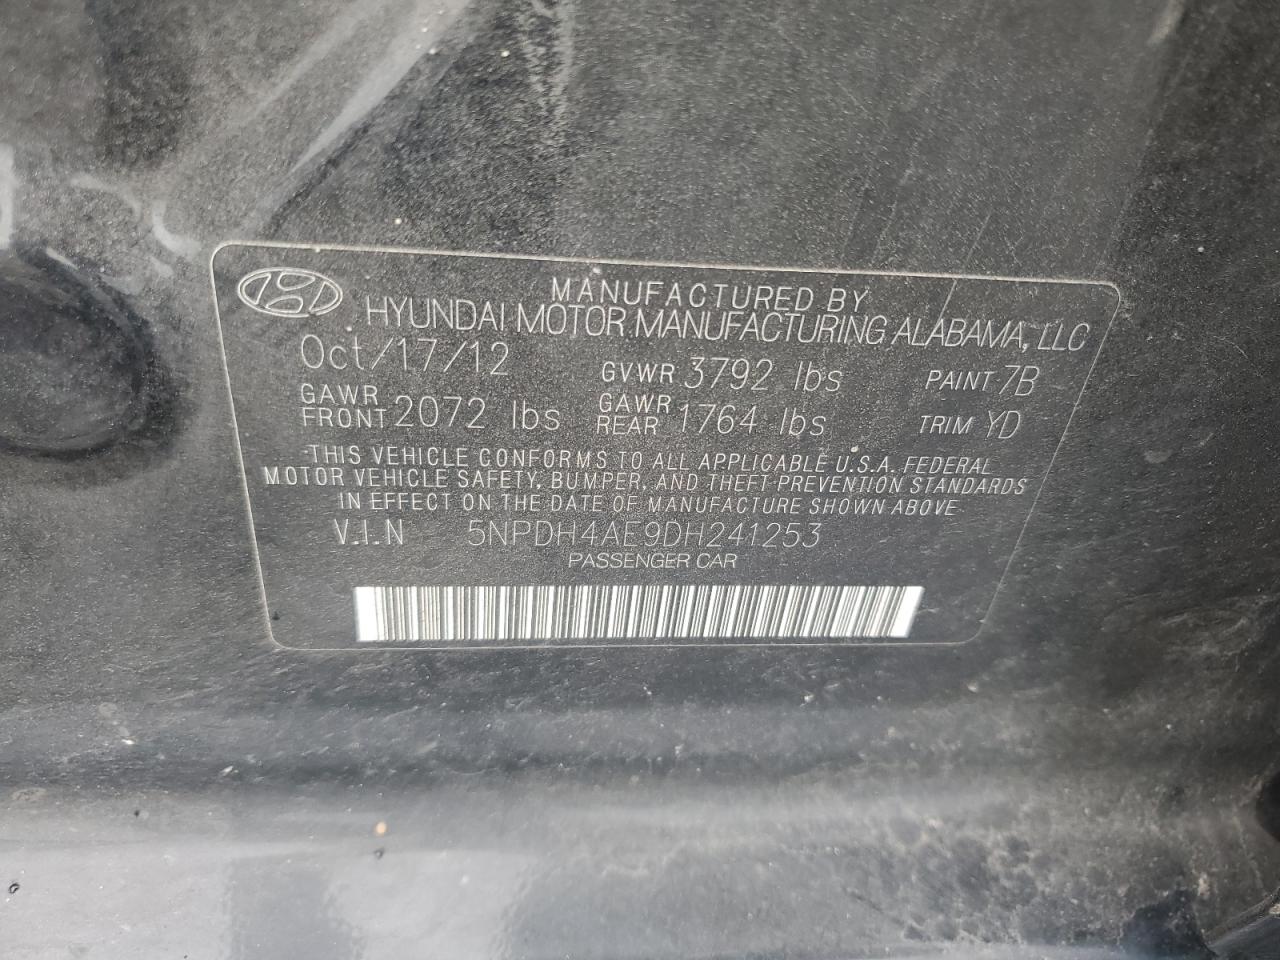 MANUFACTURED BY
HYUNDAI MOTOR MANUFACTURING ALABAMA, LLC
Oct/17/12 GVWR 3792 lbs PAINT 7B
GAWR FRONT 2072 lbs GAWR REAR 1764 lbs TRIM YD
THIS VEHICLE CONFORMS TO ALL APPLICABLE U.S.A. FEDERAL
MOTOR VEHICLE SAFETY, BUMPER, AND THEFT PREVENTION STANDARDS
IN EFFECT ON THE DATE OF MANUFACTURE SHOWN ABOVE
V.I.N 5NPDH4AE9DH241253
PASSENGER CAR